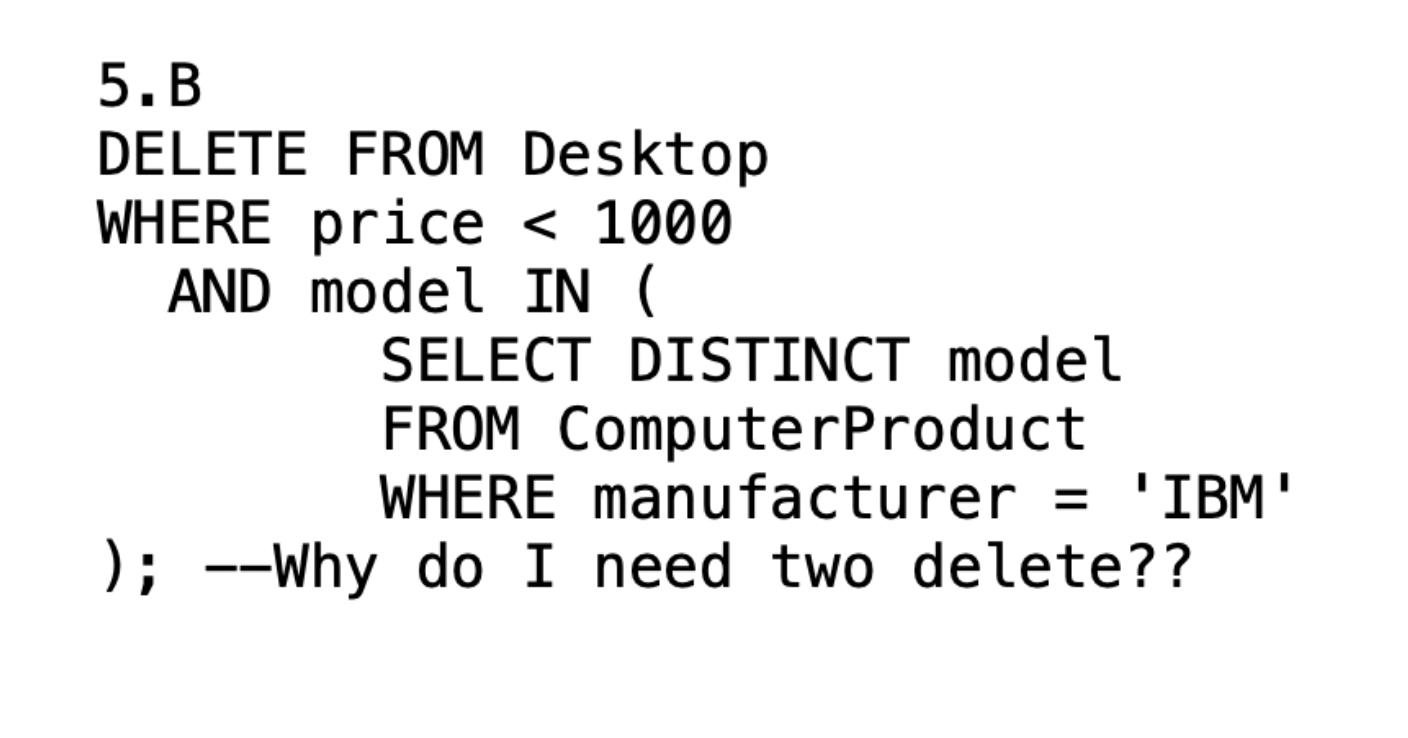 5.B
DELETE FROM Desktop
WHERE price < 1000
AND model IN (
SELECT DISTINCT model
FROM ComputerProduct
WHERE manufacturer = 'IBM'
); --Why do I need two delete??